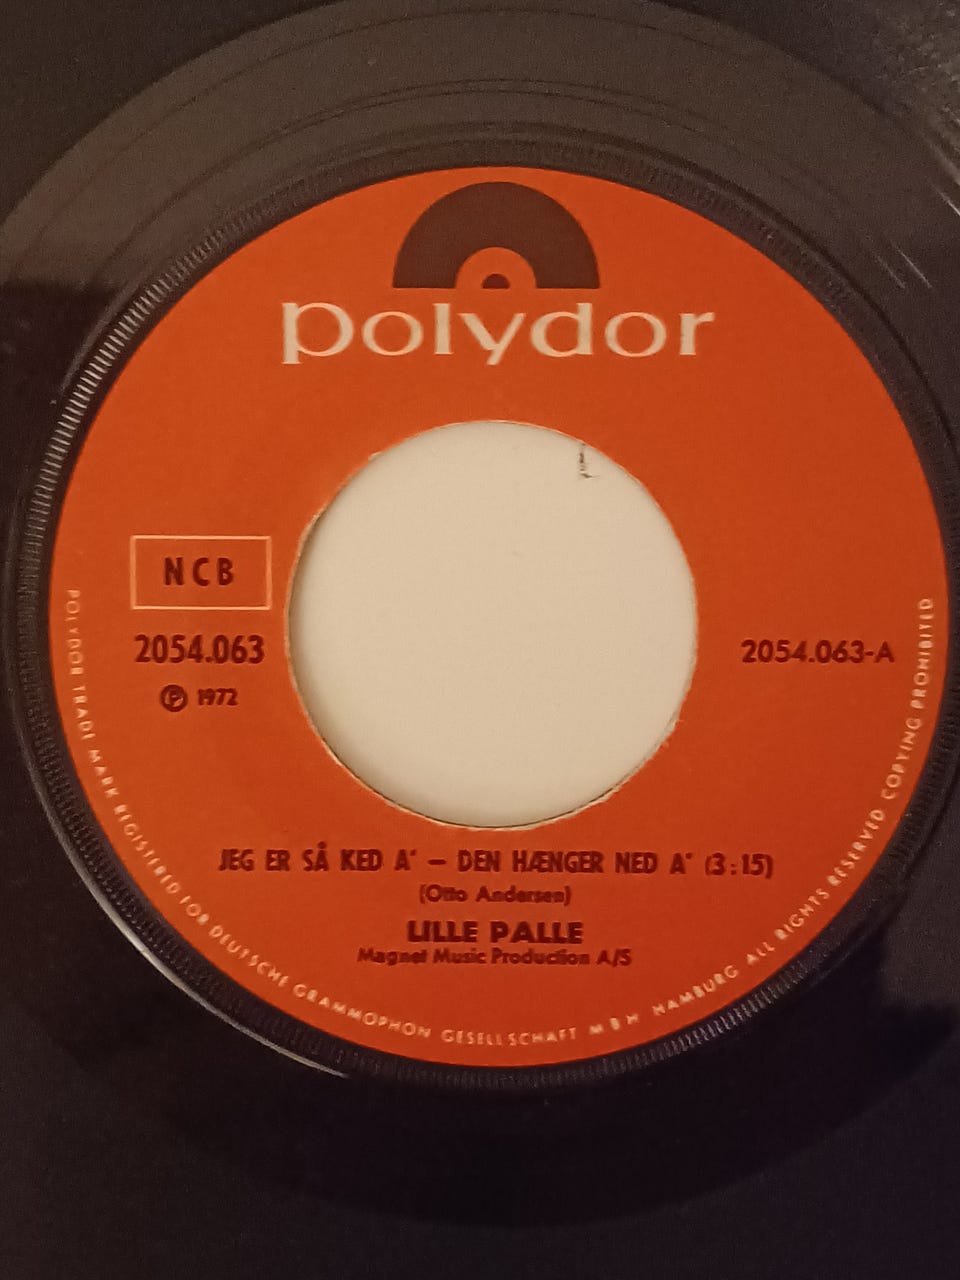 polydor
NCB
2054.063
℗ 1972
2054.063-A
JEG ER SÅ KED A' – DEN HÆNGER NED A' (3:15)
(Otto Andersen)
LILLE PALLE
Magnet Music Production A/S
POLYDOR TRADE MARK REGISTERED FOR DEUTSCHE GRAMMOPHON GESELLSCHAFT MBH HAMBURG ALL RIGHTS RESERVED COPYING PROHIBITED